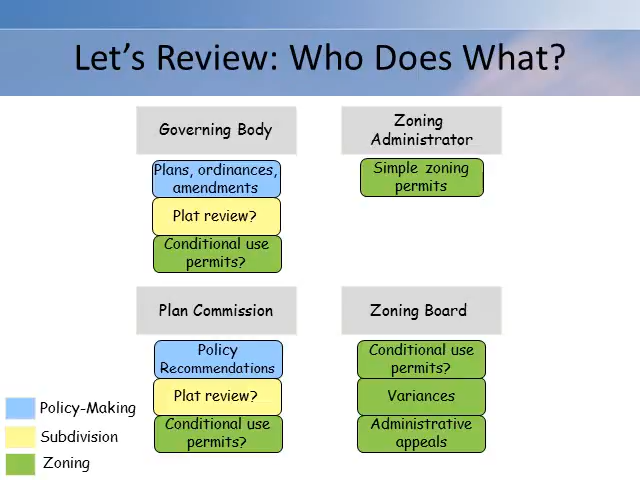 Let's Review: Who Does What?
Governing Body
Plans, ordinances,
amendments
Plat review?
Conditional use
permits?
Zoning
Administrator
Simple zoning
permits
Plan Commission
Policy
Recommendations
Plat review?
Conditional use
permits?
Zoning Board
Conditional use
permits?
Variances
Administrative
appeals
Policy-Making
Subdivision
Zoning